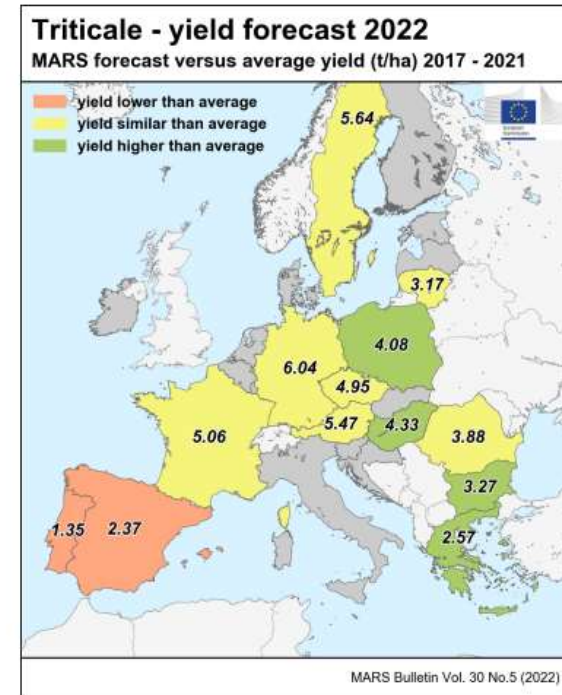 Triticale - yield forecast 2022
MARS forecast versus average yield (t/ha) 2017 - 2021
yield lower than average
yield similar than average
yield higher than average
European
Commission
5.64
3.17
4.08
6.04
4.95
5.47
4.33
5.06
3.88
3.27
1.35
2.37
2.57
MARS Bulletin Vol. 30 No.5 (2022)